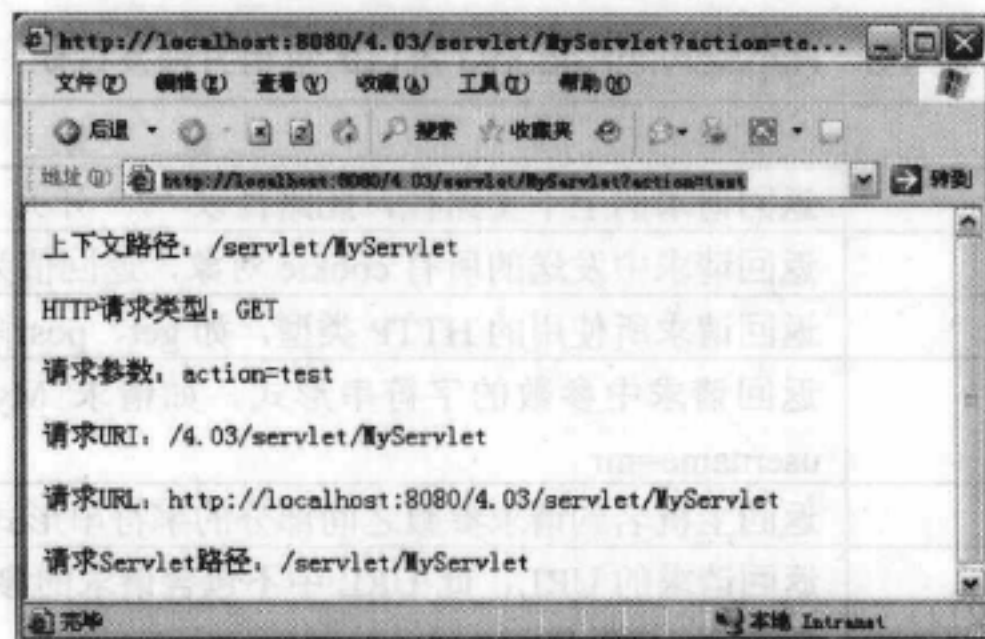 http://localhost:8080/4.03/servlet/MyServlet?action=te...
文件(F) 编辑(E) 查看(V) 收藏(A) 工具(T) 帮助(H)
后退 搜索 收藏夹
地址(D) http://localhost:8080/4.03/servlet/MyServlet?action=test 转到
上下文路径：/servlet/MyServlet
HTTP请求类型：GET
请求参数：action=test
请求URI：/4.03/servlet/MyServlet
请求URL：http://localhost:8080/4.03/servlet/MyServlet
请求Servlet路径：/servlet/MyServlet
完毕 本地 Intranet